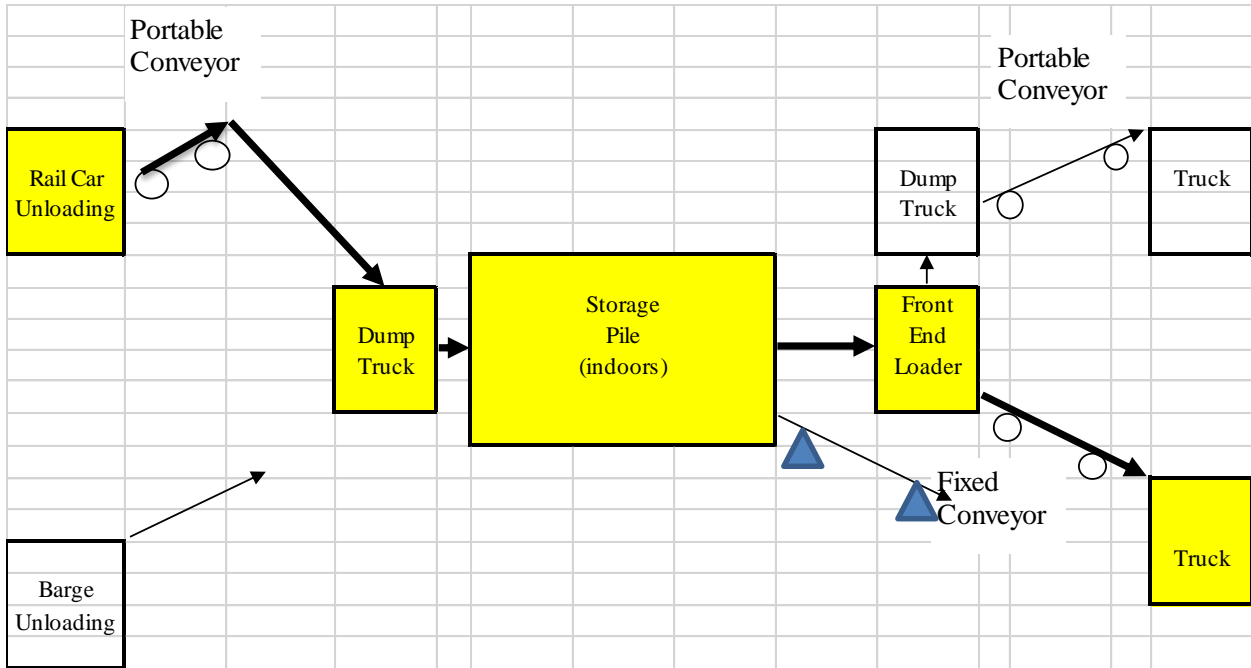 Portable
Conveyor
Portable
Conveyor
Rail Car
Unloading
Dump
Truck
Truck
Dump
Truck
Storage
Pile
(indoors)
Front
End
Loader
Fixed
Conveyor
Truck
Barge
Unloading